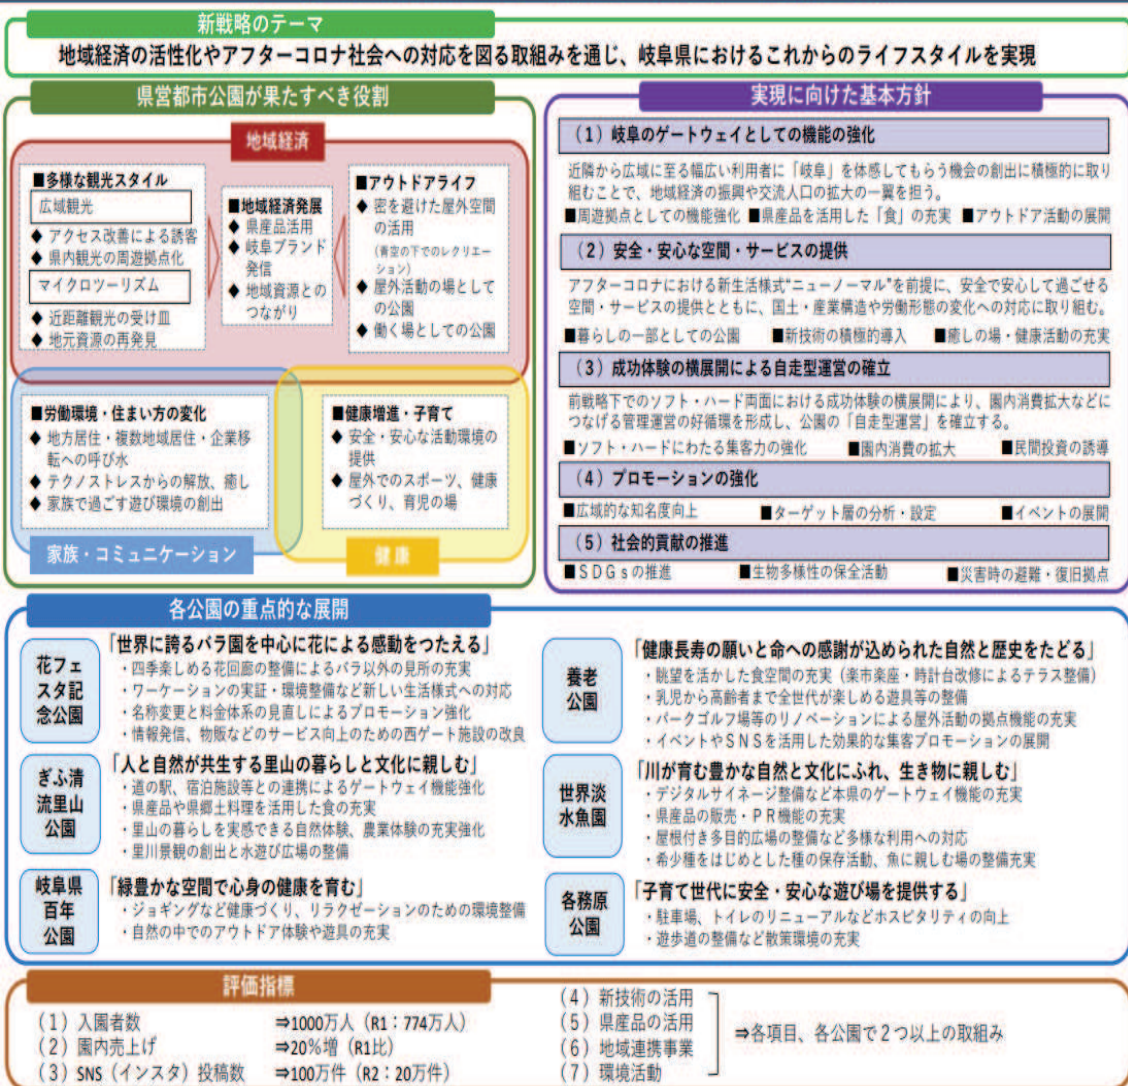 新戦略のテーマ
地域経済の活性化やアフターコロナ社会への対応を図る取組みを通じ、岐阜県におけるこれからのライフスタイルを実現
県営都市公園が果たすべき役割
地域経済
■多様な観光スタイル
広域観光
◆ アクセス改善による誘客
◆ 県内観光の周遊拠点化
マイクロツーリズム
◆ 近距離観光の受け皿
◆ 地元資源の再発見
■地域経済発展
◆ 県産品活用
◆ 岐阜ブランド
発信
◆ 地域資源との
つながり
■アウトドアライフ
◆ 密を避けた屋外空間
の活用
(青空の下でのレクリエー
ション)
◆ 屋外活動の場として
の公園
◆ 働く場としての公園
■労働環境・住まい方の変化
◆ 地方居住・複数地域居住・企業移
転への呼び水
◆ テクノストレスからの解放、癒し
◆ 家族で過ごす遊び環境の創出
■健康増進・子育て
◆ 安全・安心な活動環境の
提供
◆ 屋外でのスポーツ、健康
づくり、育児の場
家族・コミュニケーション
健康
実現に向けた基本方針
（1）岐阜のゲートウェイとしての機能の強化
近隣から広域に至る幅広い利用者に「岐阜」を体感してもらう機会の創出に積極的に取り
組むことで、地域経済の振興や交流人口の拡大の一翼を担う。
■周遊拠点としての機能強化 ■県産品を活用した「食」の充実 ■アウトドア活動の展開
（2）安全・安心な空間・サービスの提供
アフターコロナにおける新生活様式“ニューノーマル”を前提に、安全で安心して過ごせる
空間・サービスの提供とともに、国土・産業構造や労働形態の変化への対応に取り組む。
■暮らしの一部としての公園 ■新技術の積極的導入 ■癒しの場・健康活動の充実
（3）成功体験の横展開による自走型運営の確立
前戦略下でのソフト・ハード両面における成功体験の横展開により、園内消費拡大などに
つなげる管理運営の好循環を形成し、公園の「自走型運営」を確立する。
■ソフト・ハードにわたる集客力の強化 ■園内消費の拡大 ■民間投資の誘導
（4）プロモーションの強化
■広域的な知名度向上 ■ターゲット層の分析・設定 ■イベントの展開
（5）社会的貢献の推進
■SDGsの推進 ■生物多様性の保全活動 ■災害時の避難・復旧拠点
各公園の重点的な展開
花フェ
スタ記
念公園
「世界に誇るバラ園を中心に花による感動をつたえる」
・四季楽しめる花回廊の整備によるバラ以外の見所の充実
・ワーケーションの実証・環境整備など新しい生活様式への対応
・名称変更と料金体系の見直しによるプロモーション強化
・情報発信、物販などのサービス向上のための西ゲート施設の改良
ぎふ清
流里山
公園
「人と自然が共生する里山の暮らしと文化に親しむ」
・道の駅、宿泊施設等との連携によるゲートウェイ機能強化
・県産品や県郷土料理を活用した食の充実
・里山の暮らしを実感できる自然体験、農業体験の充実強化
・里川景観の創出と水遊び広場の整備
岐阜県
百年
公園
「緑豊かな空間で心身の健康を育む」
・ジョギングなど健康づくり、リラクゼーションのための環境整備
・自然の中でのアウトドア体験や遊具の充実
養老
公園
「健康長寿の願いと命への感謝が込められた自然と歴史をたどる」
・眺望を活かした食空間の充実（楽市楽座・時計台改修によるテラス整備）
・乳児から高齢者まで全世代が楽しめる遊具等の整備
・パークゴルフ場等のリノベーションによる屋外活動の拠点機能の充実
・イベントやSNSを活用した効果的な集客プロモーションの展開
世界淡
水魚園
「川が育む豊かな自然と文化にふれ、生き物に親しむ」
・デジタルサイネージ整備など本県のゲートウェイ機能の充実
・県産品の販売・PR機能の充実
・屋根付き多目的広場の整備など多様な利用への対応
・希少種をはじめとした種の保存活動、魚に親しむ場の整備充実
各務原
公園
「子育て世代に安全・安心な遊び場を提供する」
・駐車場、トイレのリニューアルなどホスピタリティの向上
・遊歩道の整備など散策環境の充実
評価指標
（1）入園者数 ⇒1000万人（R1：774万人）
（2）園内売上げ ⇒20%増（R1比）
（3）SNS（インスタ）投稿数 ⇒100万件（R2：20万件）
（4）新技術の活用
（5）県産品の活用
（6）地域連携事業
（7）環境活動
⇒各項目、各公園で2つ以上の取組み